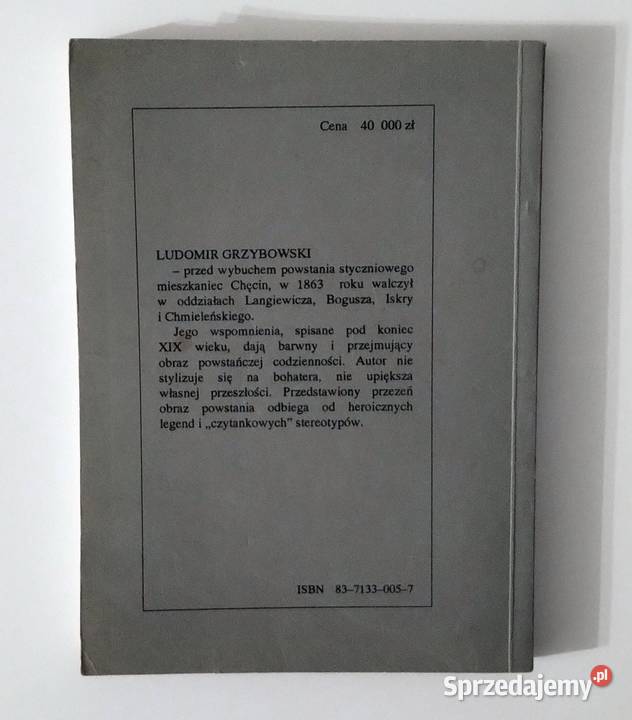 Cena 40 000 zł
LUDOMIR GRZYBOWSKI
– przed wybuchem powstania styczniowego
mieszkaniec Chęcin, w 1863 roku walczył
w oddziałach Langiewicza, Bogusza, Iskry
i Chmieleńskiego.
Jego wspomnienia, spisane pod koniec
XIX wieku, dają barwny i przejmujący
obraz powstańczej codzienności. Autor nie
stylizuje się na bohatera, nie upiększa
własnej przeszłości. Przedstawiony przezeń
obraz powstania odbiega od heroicznych
legend i „czytankowych" stereotypów.
ISBN 83–7133–005–7
Sprzedajemy.pl